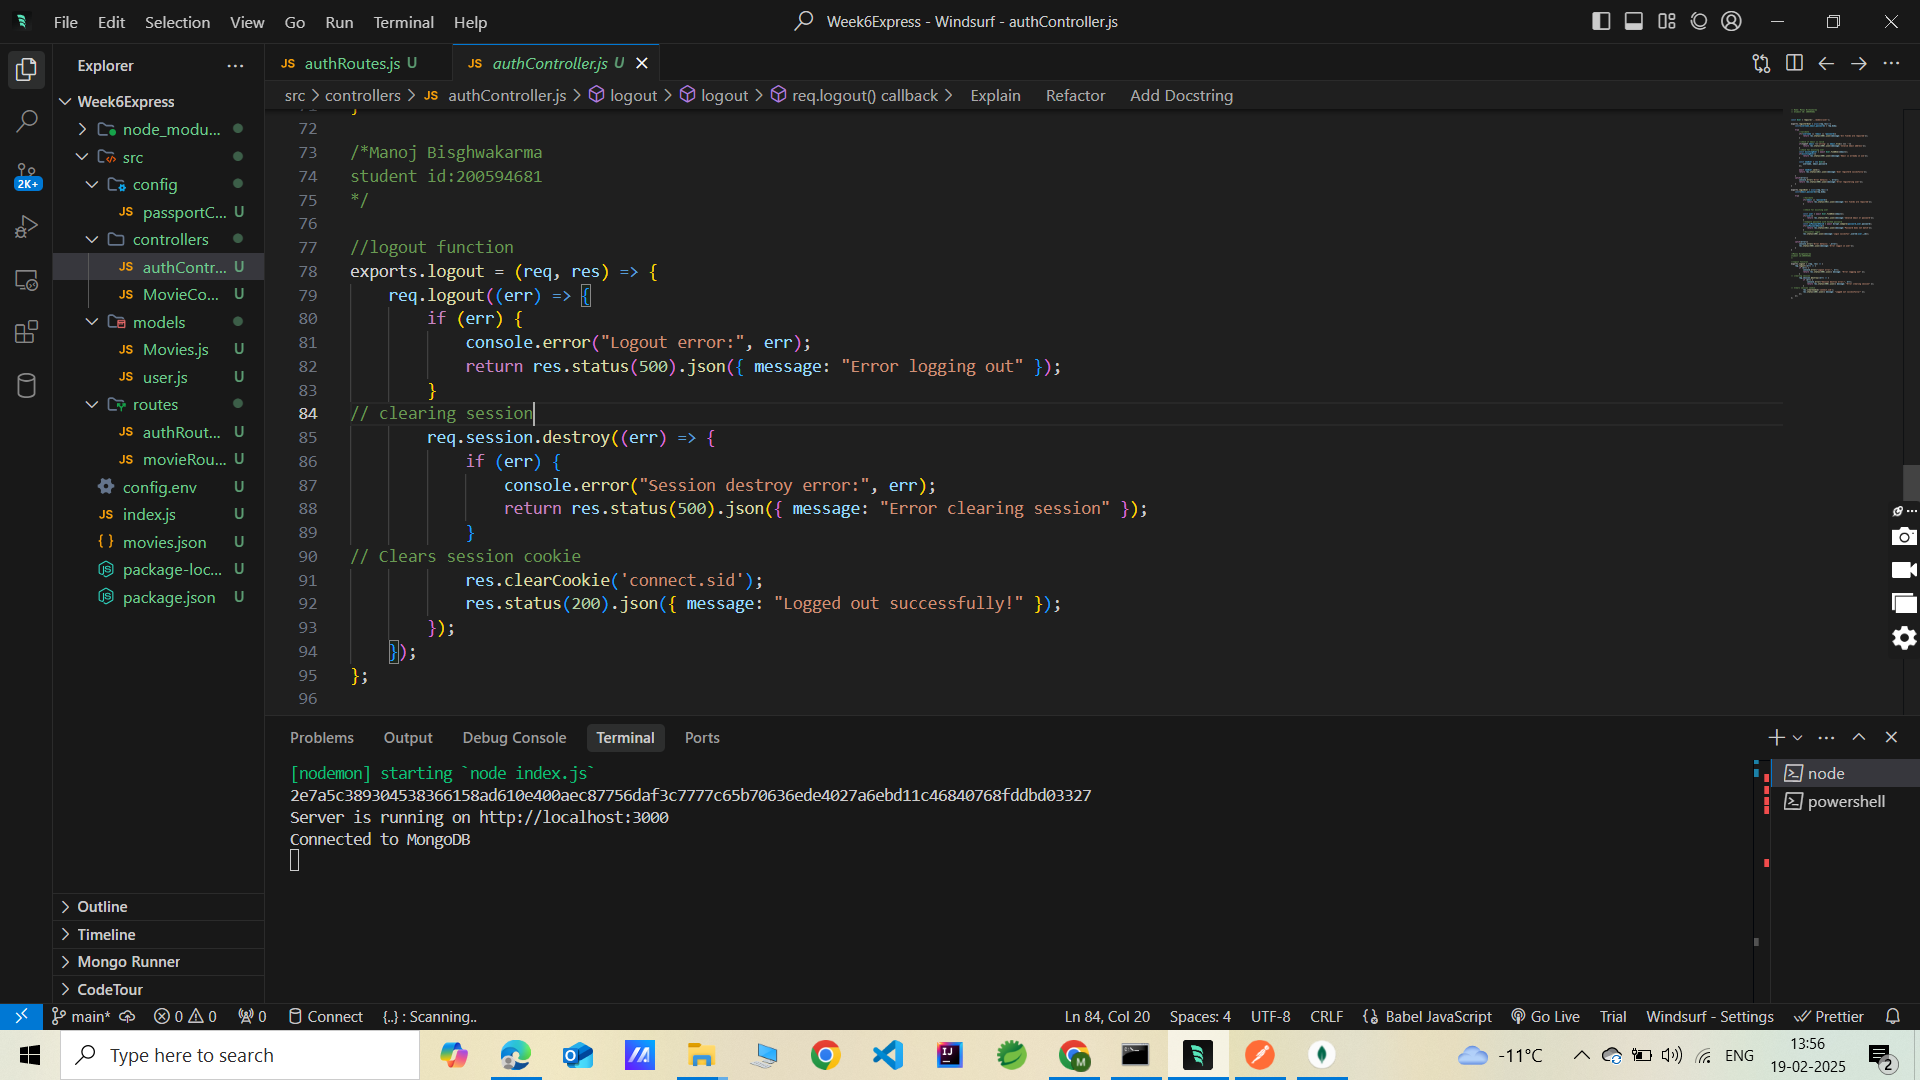 File Edit Selection View Go Run Terminal Help
Week6Express - Windsurf - authController.js
Explorer
JS authRoutes.js U
JS authController.js U
src > controllers > JS authController.js > logout > logout > req.logout() callback > Explain Refactor Add Docstring
Week6Express
node_modu...
src
config
JS passportC... U
controllers
JS authContr... U
JS MovieCo... U
models
JS Movies.js U
JS user.js U
routes
JS authRout... U
JS movieRou... U
config.env U
JS index.js U
{} movies.json U
package-loc... U
package.json U
2K+
72
73 /*Manoj Bisghwakarma
74 student id:200594681
75 */
76
77 //logout function
78 exports.logout = (req, res) => {
79 req.logout((err) => {
80 if (err) {
81 console.error("Logout error:", err);
82 return res.status(500).json({ message: "Error logging out" });
83 }
84 // clearing session
85 req.session.destroy((err) => {
86 if (err) {
87 console.error("Session destroy error:", err);
88 return res.status(500).json({ message: "Error clearing session" });
89 }
90 // Clears session cookie
91 res.clearCookie('connect.sid');
92 res.status(200).json({ message: "Logged out successfully!" });
93 });
94 });
95 };
96
Problems Output Debug Console Terminal Ports
[nodemon] starting `node index.js`
2e7a5c389304538366158ad610e400aec87756daf3c7777c65b70636ede4027a6ebd11c46840768fddbd03327
Server is running on http://localhost:3000
Connected to MongoDB
node
powershell
Outline
Timeline
Mongo Runner
CodeTour
main* 0 0 0 Connect {..} : Scanning..
Ln 84, Col 20 Spaces: 4 UTF-8 CRLF Babel JavaScript Go Live Trial Windsurf - Settings Prettier
Type here to search
-11°C ENG
13:56
19-02-2025
2